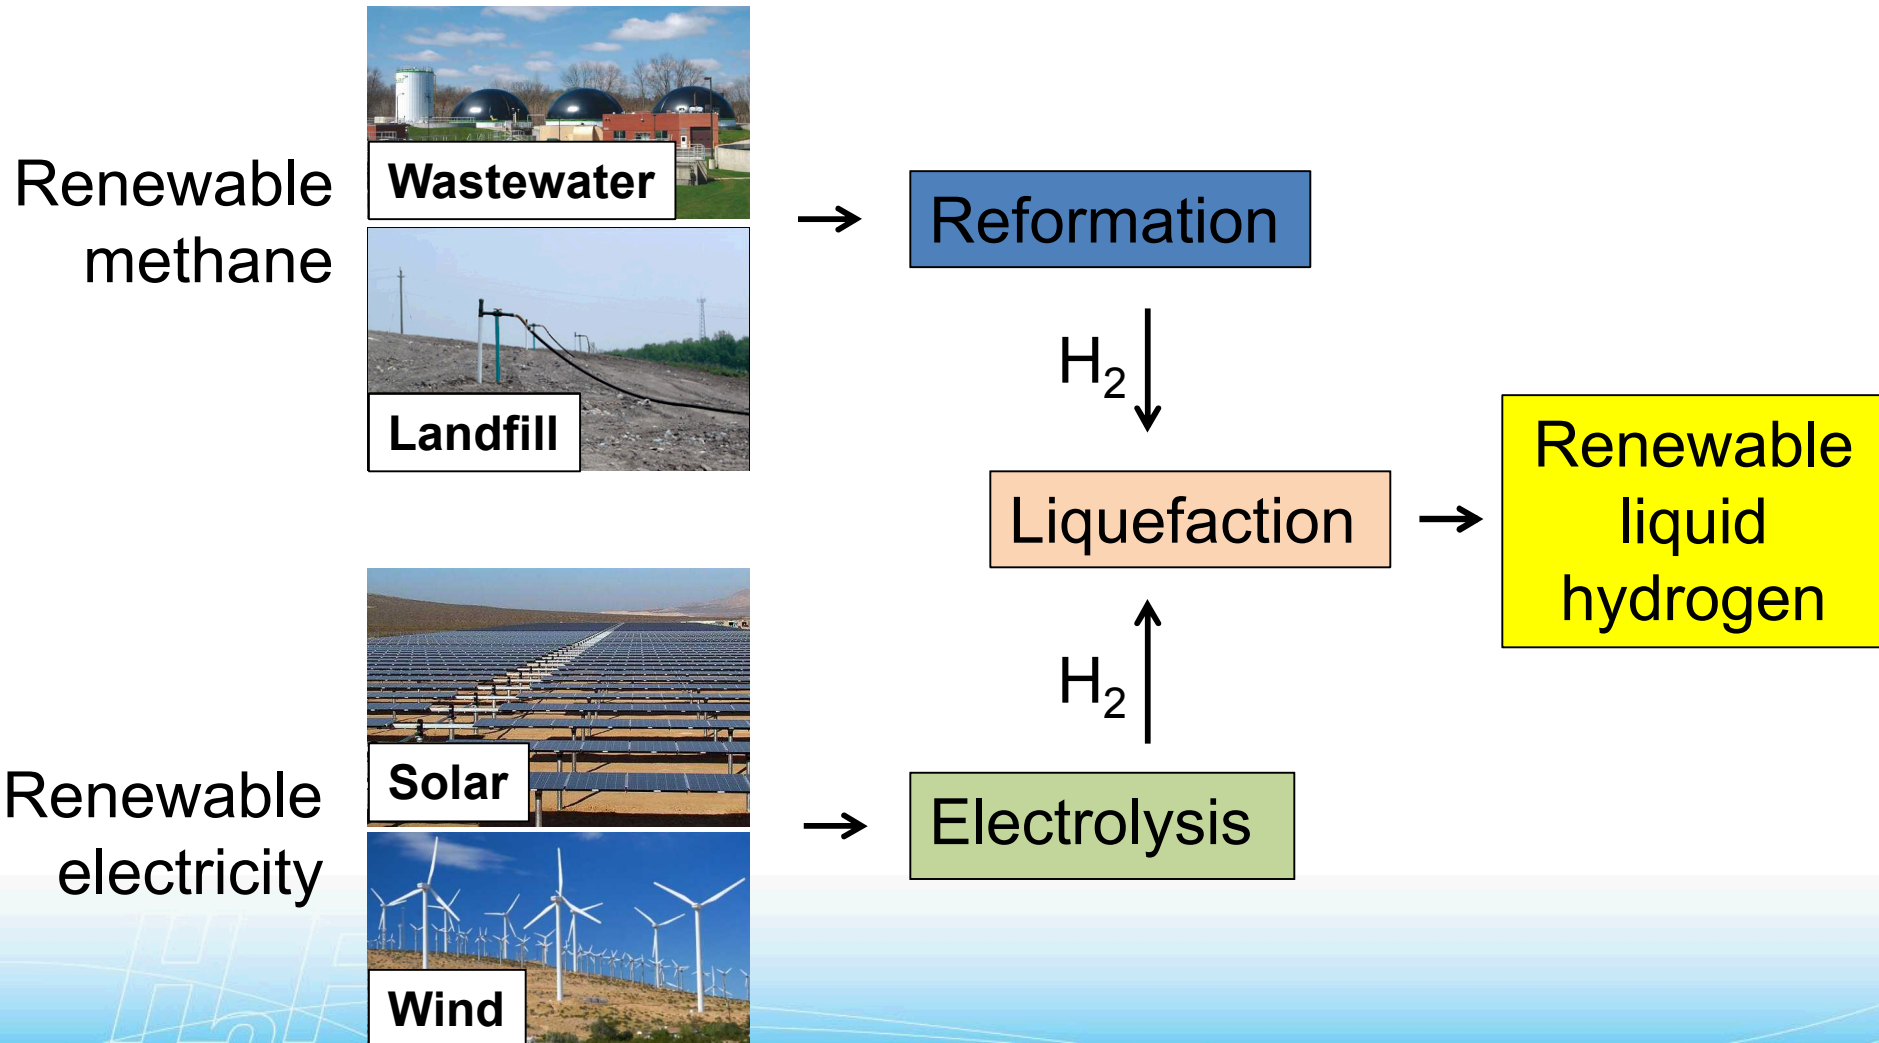 Renewable
methane
Wastewater
Landfill
Reformation
H₂
Liquefaction
Renewable
liquid
hydrogen
H₂
Renewable
electricity
Solar
Wind
Electrolysis